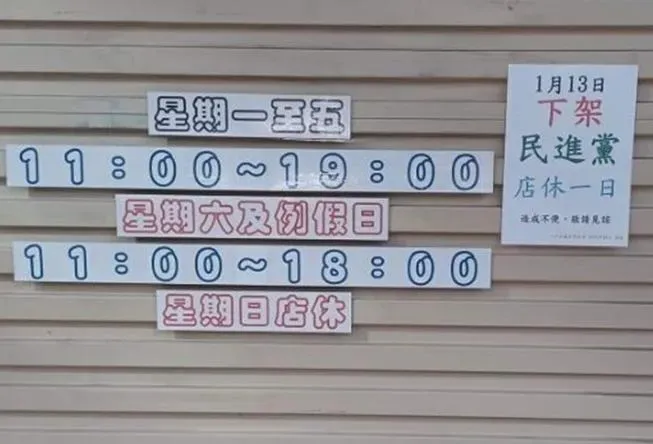 星期一至五
11:00~19:00
星期六及例假日
11:00~18:00
星期日店休
1月13日
下架
民進黨
店休一日
造成不便，敬請見諒